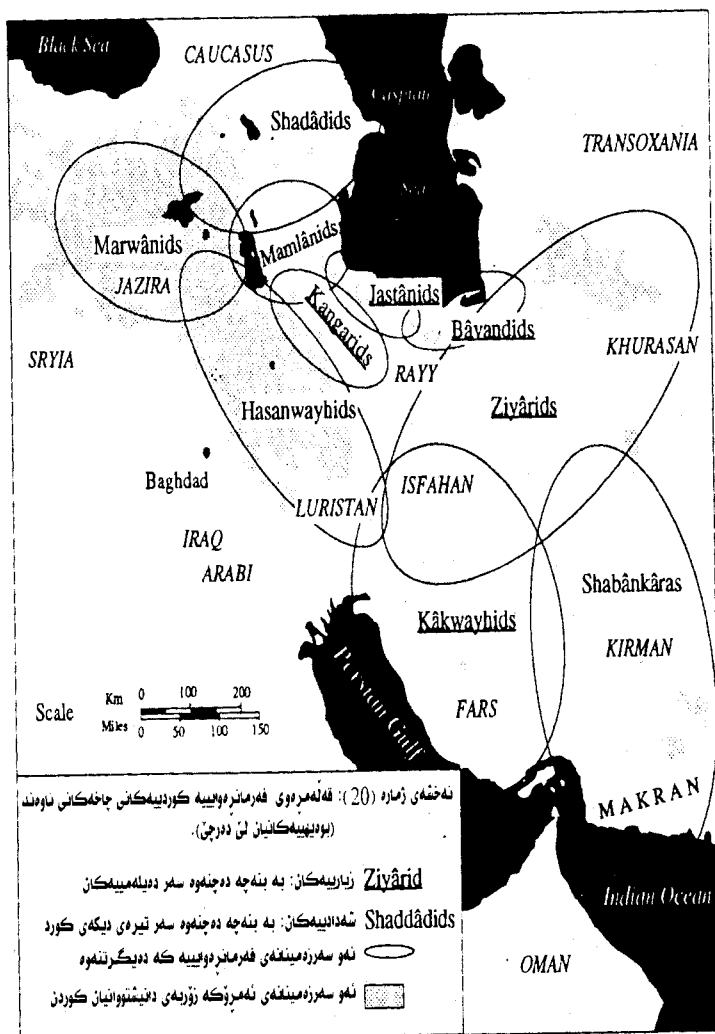 Black Sea
CAUCASUS
Caspian
Sea
Shadâdids
TRANSOXANIA
Marwânids
JAZIRA
Mamlânids
Kangarids
Jastânids
Bâvandids
SRYIA
RAYY
KHURASAN
Hasanwayhids
Ziyârids
Baghdad
LURISTAN
ISFAHAN
IRAQ
ARABI
Shabânkâras
Kâkwayhids
KIRMAN
Persian Gulf
FARS
Scale
Km 0 100 200
Miles 0 50 100 150
MAKRAN
Indian Ocean
OMAN
نەخشەی ژمارە (20): قەڵەمڕەوی فەرمانڕەوایییە کوردییەکانی چاخەکانی ناوەند
(بوەیهییەکانیان لێ دەرچێ).
Ziyârid زیارییەکان: بە بنەچە دەچنەوە سەر دەیلەمییەکان
Shaddâdids شەدادییەکان: بە بنەچە دەچنەوە سەر تیرەی دیکەی کورد
ئەو سەرزەمینانەی فەرمانڕەوایییە کە دەیگرتنەوە
ئەو سەرزەمینانەی ئەمڕۆکە زۆربەی دانیشتووانیان کوردن